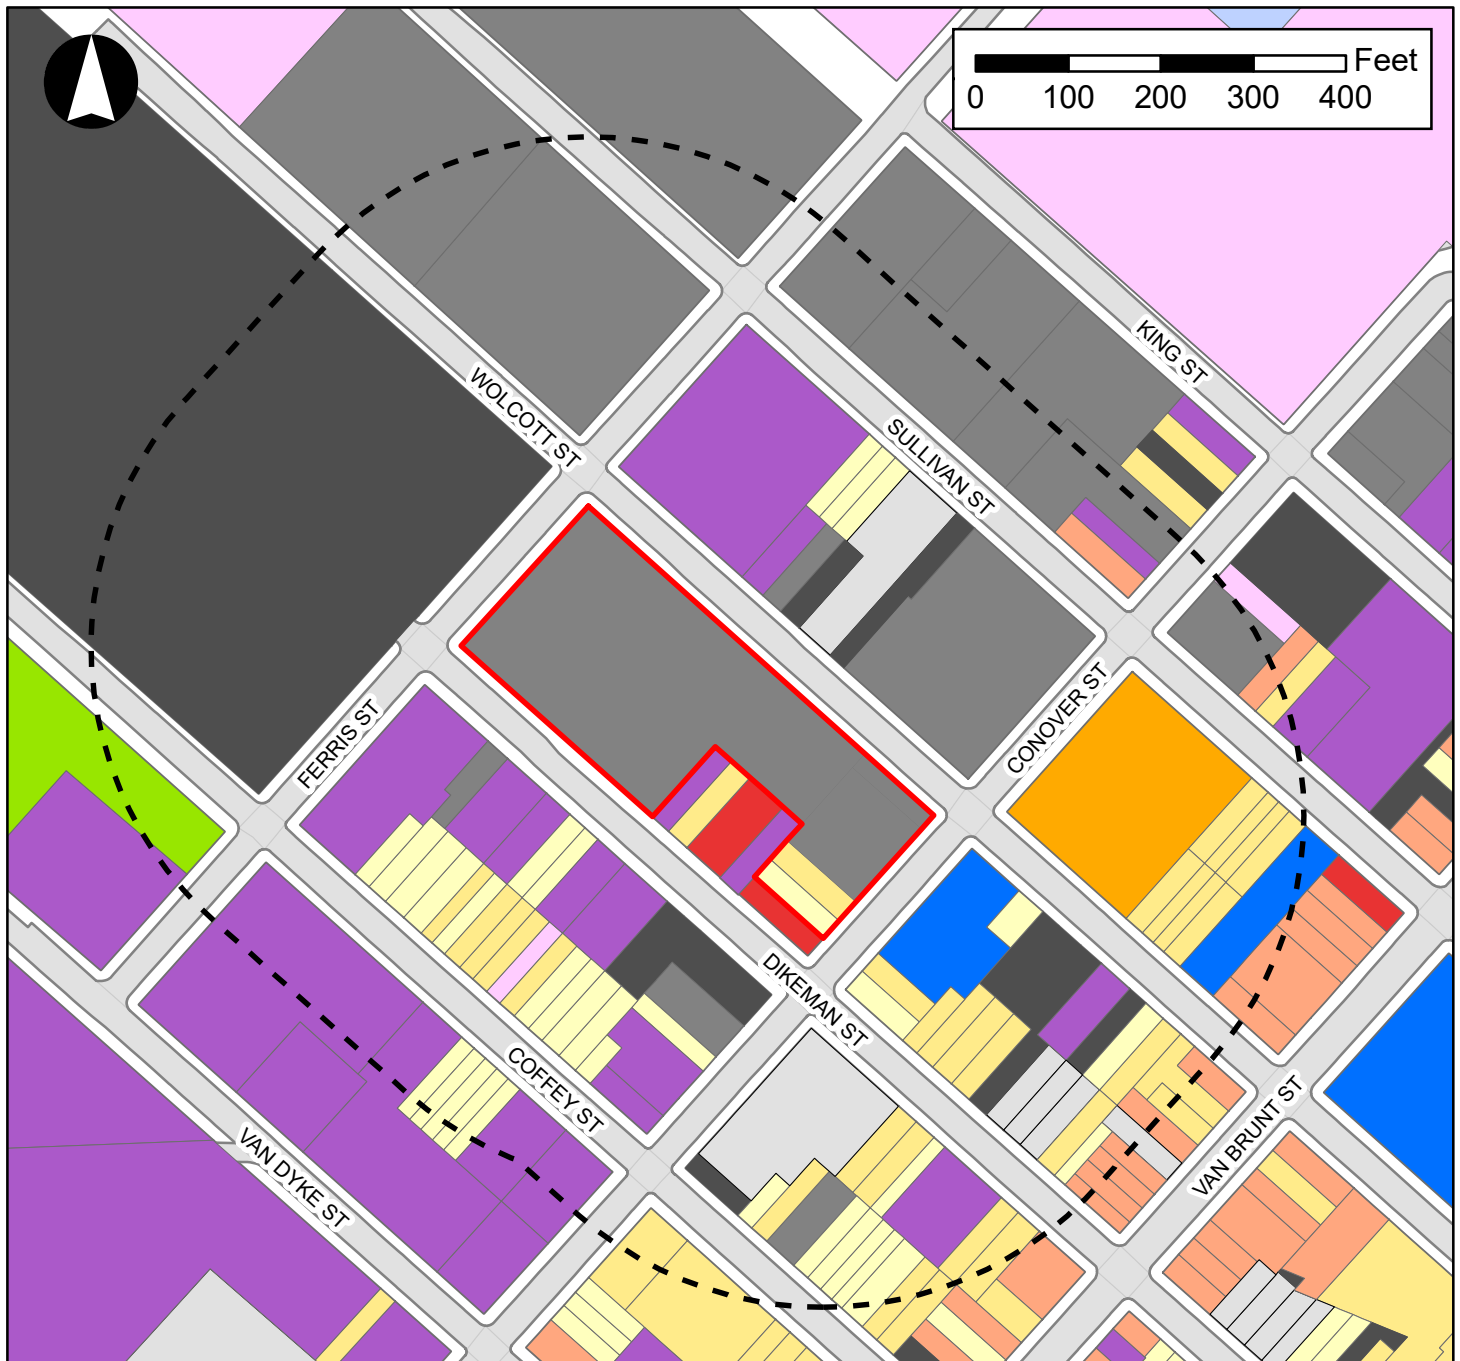 Feet
0 100 200 300 400
KING ST
WOLCOTT ST
SULLIVAN ST
CONOVER ST
FERRIS ST
DIKEMAN ST
COFFEY ST
VAN BRUNT ST
VAN DYKE ST